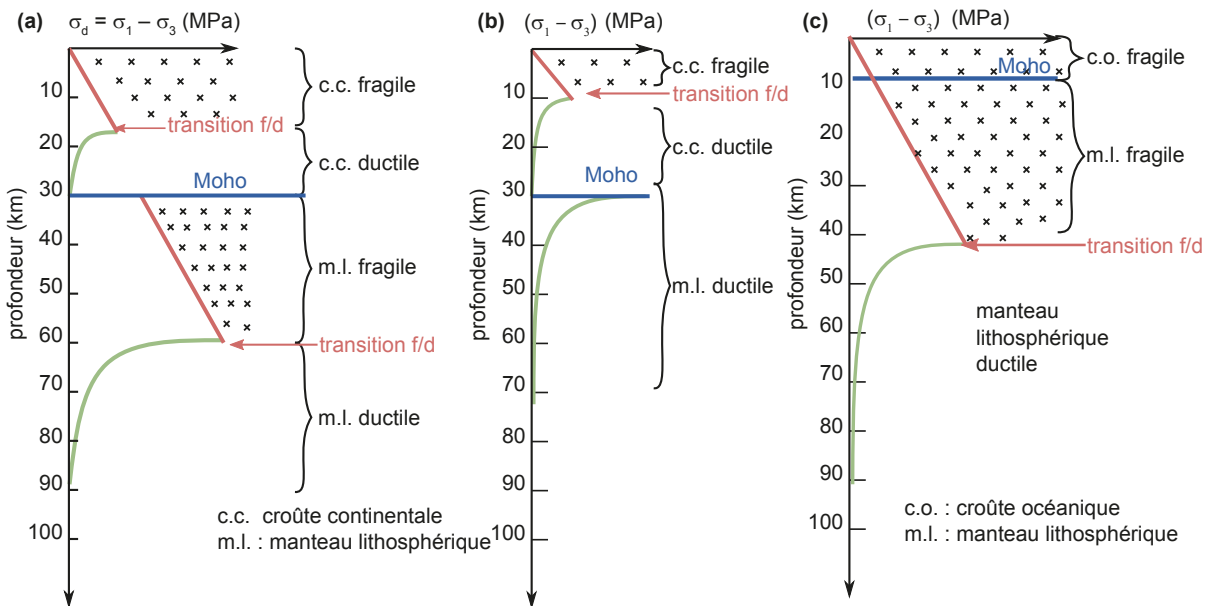 (a) σd = σ1 – σ3 (MPa)
10
20
30
40
50
60
70
80
90
100
profondeur (km)
c.c. fragile
transition f/d
c.c. ductile
Moho
m.l. fragile
transition f/d
m.l. ductile
c.c. croûte continentale
m.l. : manteau lithosphérique
(b) (σ1 – σ3) (MPa)
10
20
30
40
50
60
70
80
90
100
profondeur (km)
c.c. fragile
transition f/d
c.c. ductile
Moho
m.l. ductile
(c) (σ1 – σ3) (MPa)
10
20
30
40
50
60
70
80
90
100
profondeur (km)
c.o. fragile
Moho
m.l. fragile
transition f/d
manteau
lithosphérique
ductile
c.o. : croûte océanique
m.l. : manteau lithosphérique